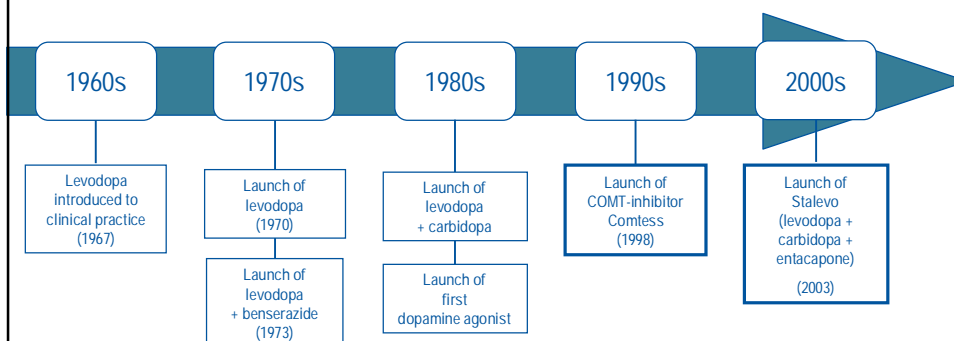 1960s
1970s
1980s
1990s
2000s
Levodopa
introduced to
clinical practice
(1967)
Launch of
levodopa
(1970)
Launch of
levodopa
+ benserazide
(1973)
Launch of
levodopa
+ carbidopa
Launch of
first
dopamine agonist
Launch of
COMT-inhibitor
Comtess
(1998)
Launch of
Stalevo
(levodopa +
carbidopa +
entacapone)
(2003)